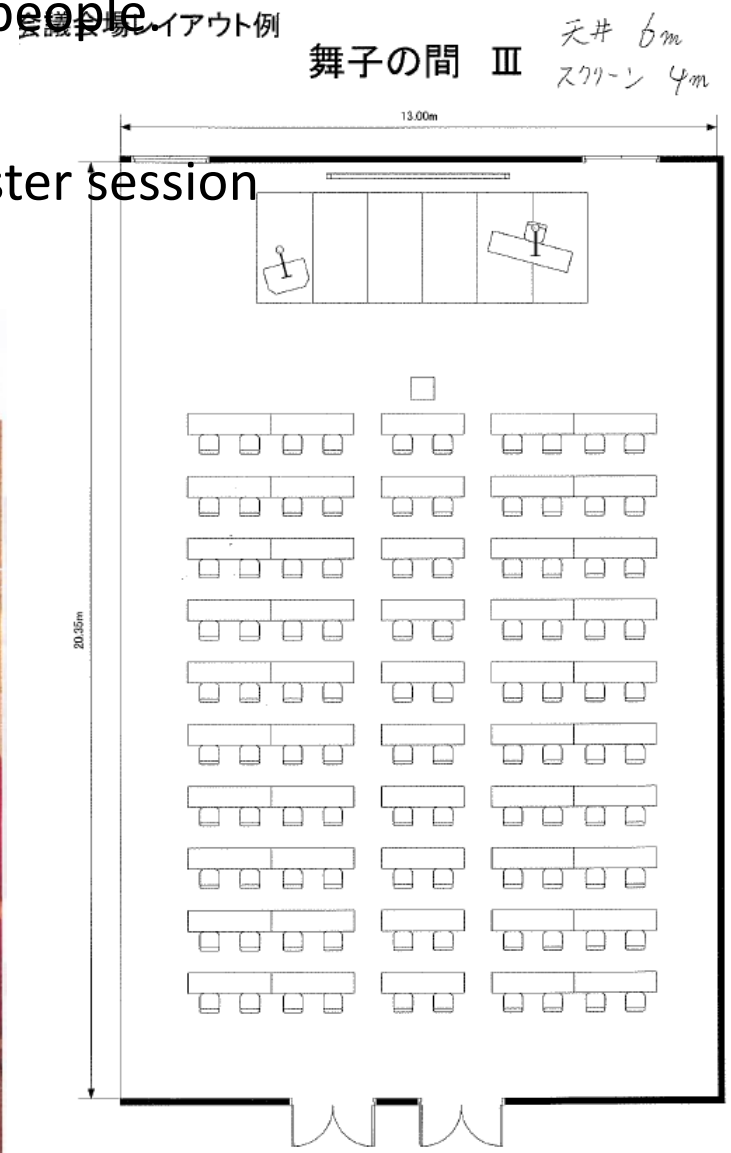 people.
会議会場レイアウト例
舞子の間 Ⅲ
天井 6m
スクリーン 4m
13.00m
ster session
20.35m